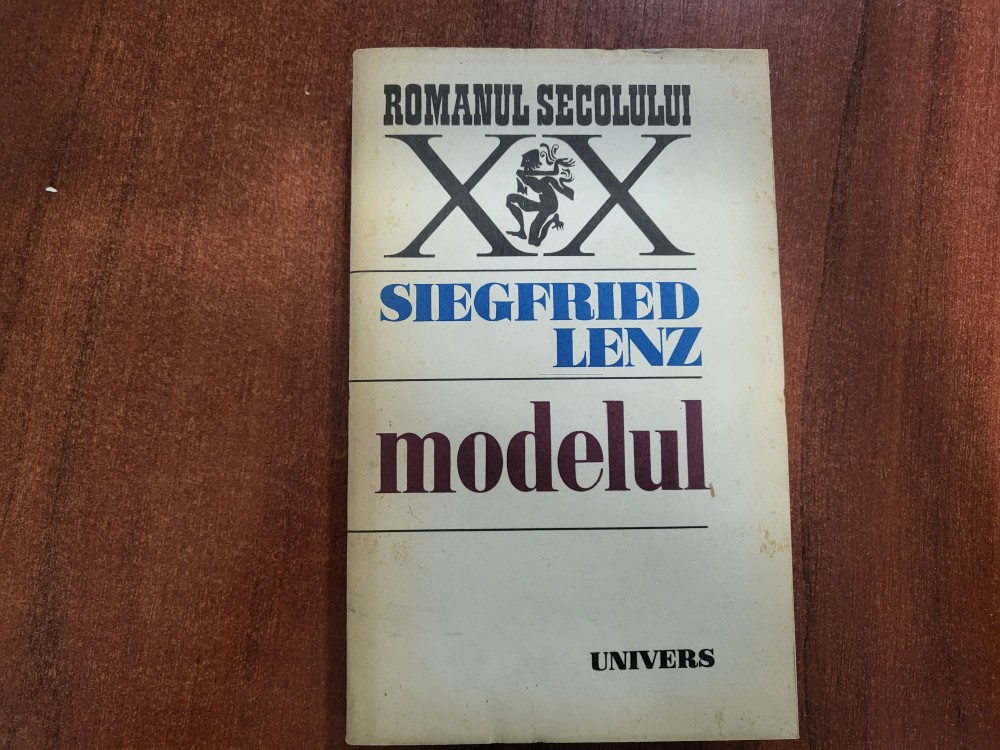 ROMANUL SECOLULUI
XX
SIEGFRIED
LENZ
modelul
UNIVERS